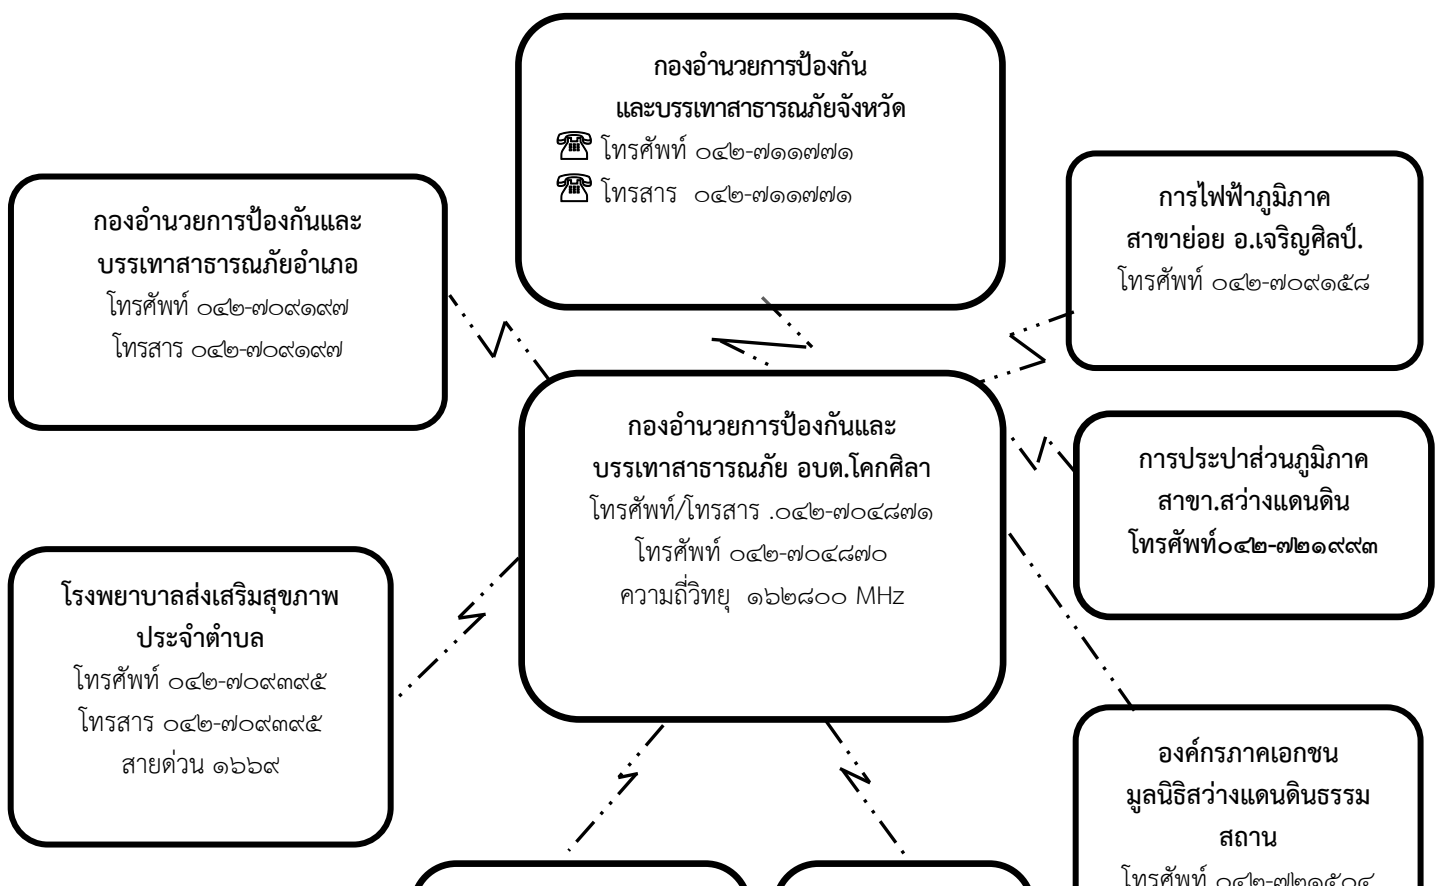 กองอำนวยการป้องกัน
และบรรเทาสาธารณภัยจังหวัด
โทรศัพท์ ๐๔๒-๗๑๑๗๗๑
โทรสาร ๐๔๒-๗๑๑๗๗๑
กองอำนวยการป้องกันและ
บรรเทาสาธารณภัยอำเภอ
โทรศัพท์ ๐๔๒-๗๐๙๑๙๗
โทรสาร ๐๔๒-๗๐๙๑๙๗
การไฟฟ้าภูมิภาค
สาขาย่อย อ.เจริญศิลป์.
โทรศัพท์ ๐๔๒-๗๐๙๑๕๘
กองอำนวยการป้องกันและ
บรรเทาสาธารณภัย อบต.โคกศิลา
โทรศัพท์/โทรสาร .๐๔๒-๗๐๔๘๗๑
โทรศัพท์ ๐๔๒-๗๐๔๘๗๐
ความถี่วิทยุ ๑๖๒๘๐๐ MHz
การประปาส่วนภูมิภาค
สาขา.สว่างแดนดิน
โทรศัพท์๐๔๒-๗๒๑๙๙๓
โรงพยาบาลส่งเสริมสุขภาพ
ประจำตำบล
โทรศัพท์ ๐๔๒-๗๐๙๓๙๕
โทรสาร ๐๔๒-๗๐๙๓๙๕
สายด่วน ๑๖๖๙
องค์กรภาคเอกชน
มูลนิธิสว่างแดนดินธรรม
สถาน
โทรศัพท์ ๐๔๒-๗๒๑๕๐๔